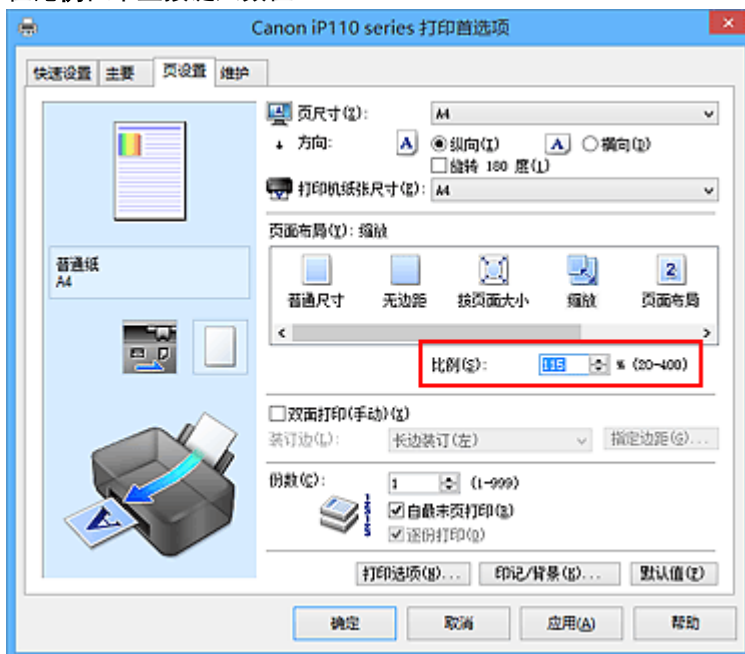 Canon iP110 series 打印首选项
快速设置 主要 页设置 维护
页尺寸(Z): A4
方向: A 纵向(I) A 横向(D)
旋转 180 度(L)
打印机纸张尺寸(E): A4
页面布局(Y): 缩放
普通纸
A4
普通尺寸 无边距 按页面大小 缩放 页面布局
比例(S): 115 % (20-400)
双面打印(手动)(X)
装订边(L): 长边装订(左) 指定边距(G)...
份数(C): 1 (1-999)
自最末页打印(R)
逐份打印(O)
打印选项(N)... 印记/背景(K)... 默认值(F)
确定 取消 应用(A) 帮助